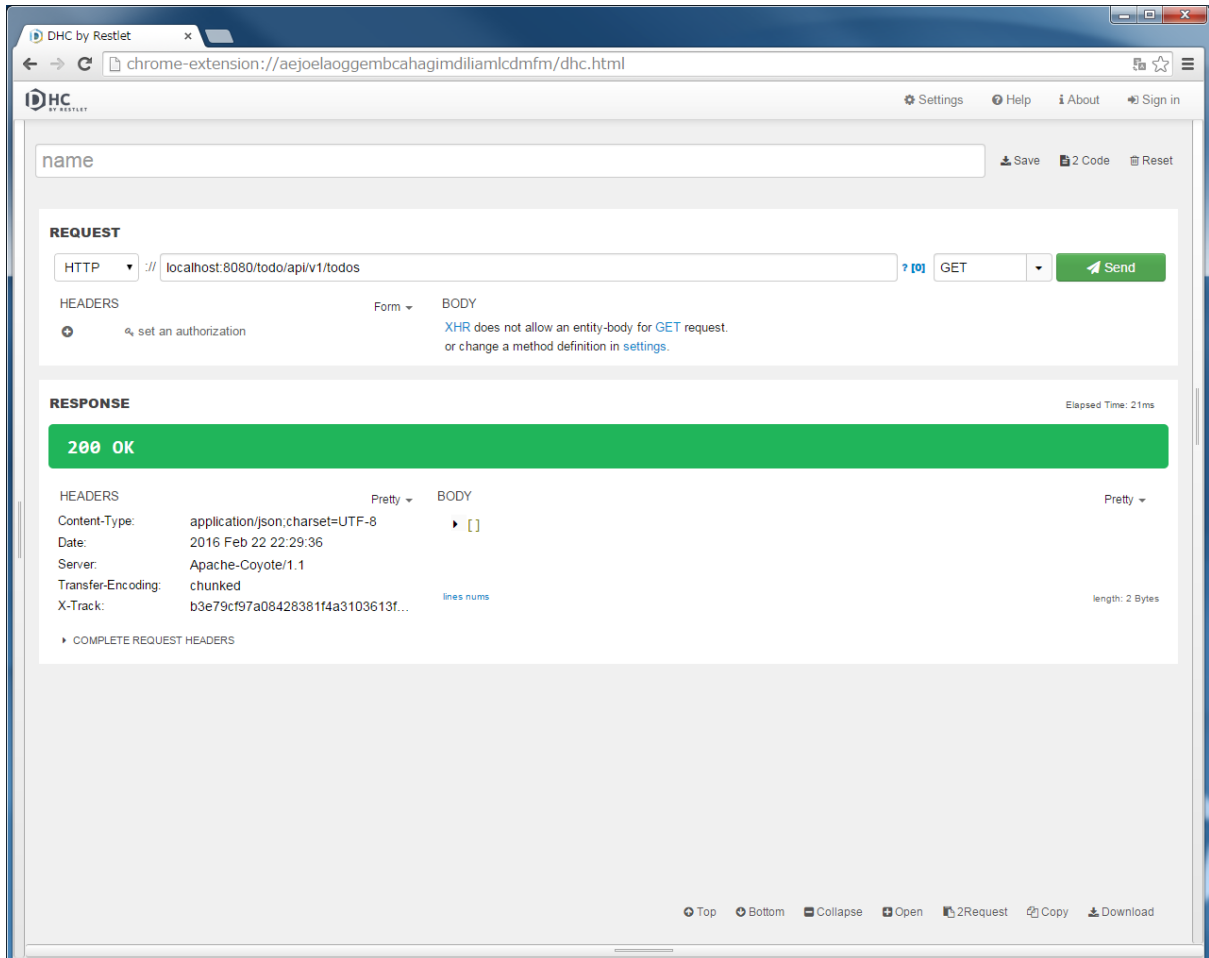 DHC by Restlet
chrome-extension://aejoelaoggembcahagimdiliamlcdmfm/dhc.html
DHC BY RESTLET
Settings Help About Sign in
name
Save 2 Code Reset
REQUEST
HTTP :// localhost:8080/todo/api/v1/todos ? [0] GET Send
HEADERS Form BODY
set an authorization
XHR does not allow an entity-body for GET request.
or change a method definition in settings.
RESPONSE
Elapsed Time: 21ms
200 OK
HEADERS Pretty BODY Pretty
Content-Type: application/json;charset=UTF-8
[]
Date: 2016 Feb 22 22:29:36
Server: Apache-Coyote/1.1
Transfer-Encoding: chunked
X-Track: b3e79cf97a08428381f4a3103613f...
lines nums length: 2 Bytes
COMPLETE REQUEST HEADERS
Top Bottom Collapse Open 2Request Copy Download